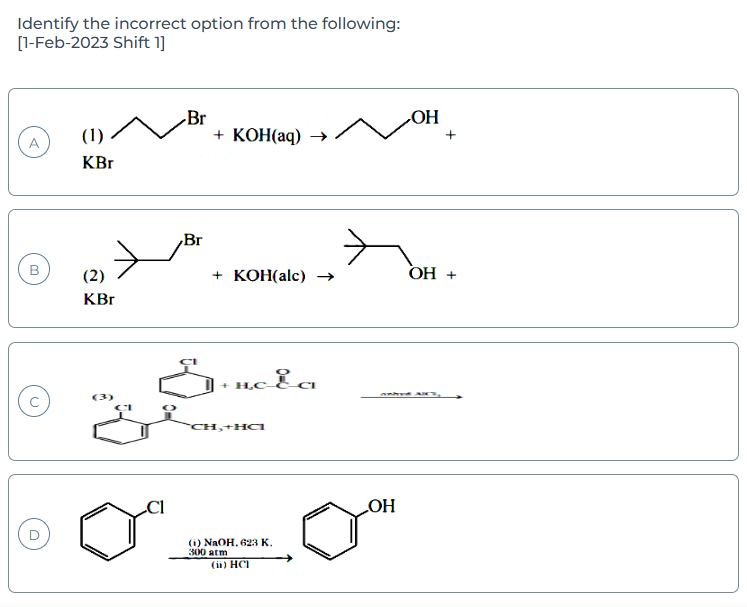 Identify the incorrect option from the following:
[1-Feb-2023 Shift 1]
A
(1)
Br
+ KOH(aq) →
OH
+
KBr
B
(2)
Br
+ KOH(alc) →
OH +
KBr
C
(3)
Cl
+ H₃C
O
C-Cl
anhyd AlCl₃
Cl
O
CH₃+HCl
D
Cl
(i) NaOH, 623 K,
300 atm
(ii) HCl
OH